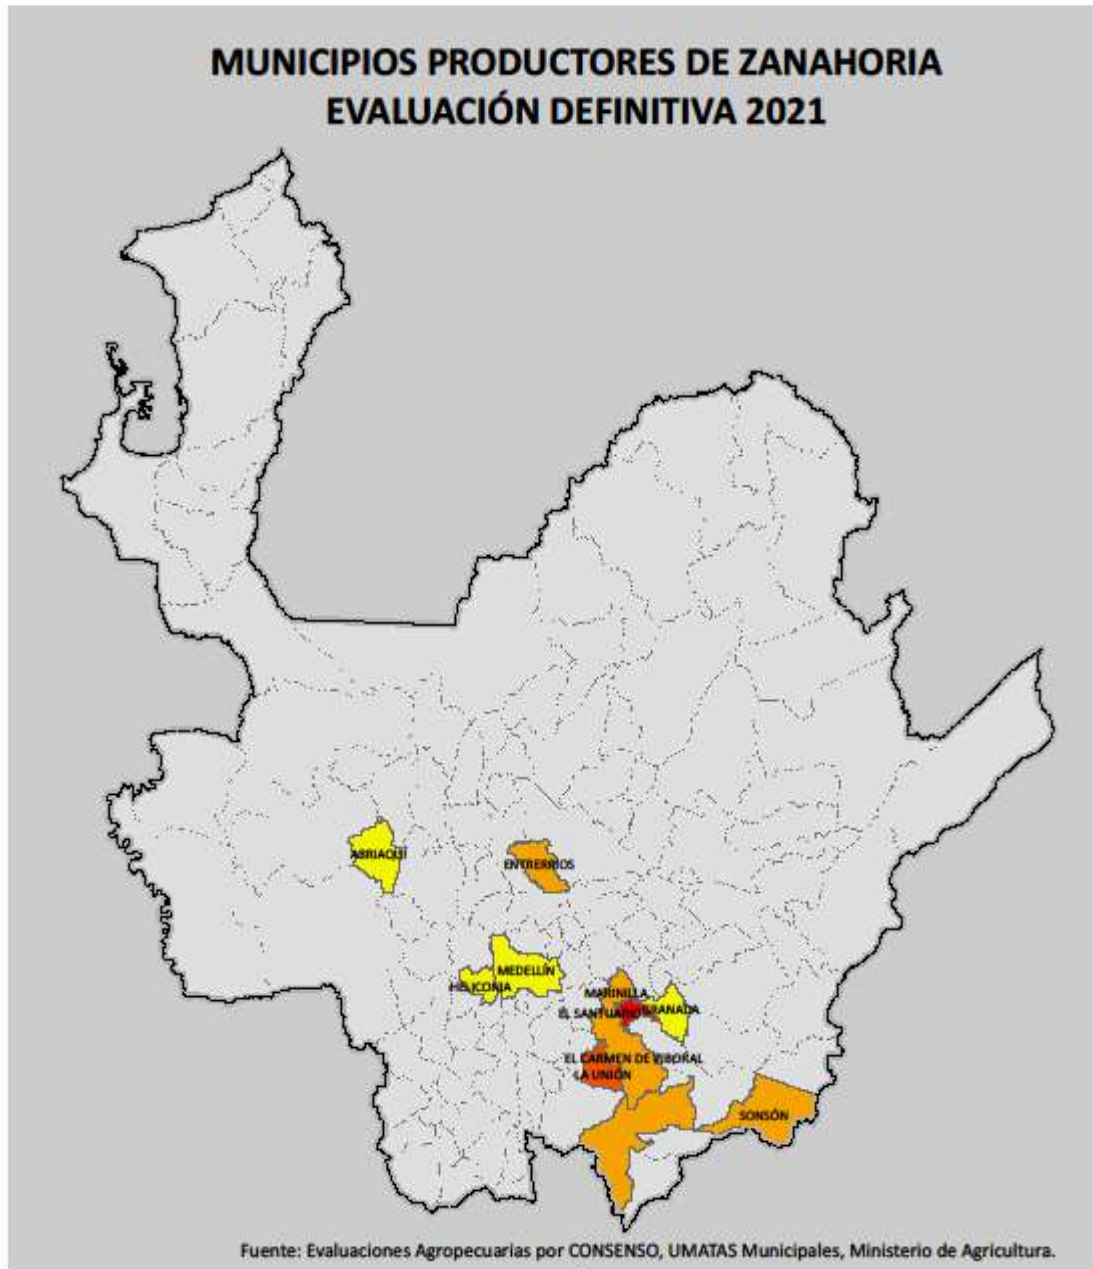 MUNICIPIOS PRODUCTORES DE ZANAHORIA
EVALUACIÓN DEFINITIVA 2021
ABRIAQUÍ
ENTRERRIOS
MEDELLÍN
HELICONIA
MARINILLA
EL SANTUARIO
GRANADA
EL CARMEN DE VIBORAL
LA UNIÓN
SONSÓN
Fuente: Evaluaciones Agropecuarias por CONSENSO, UMATAS Municipales, Ministerio de Agricultura.